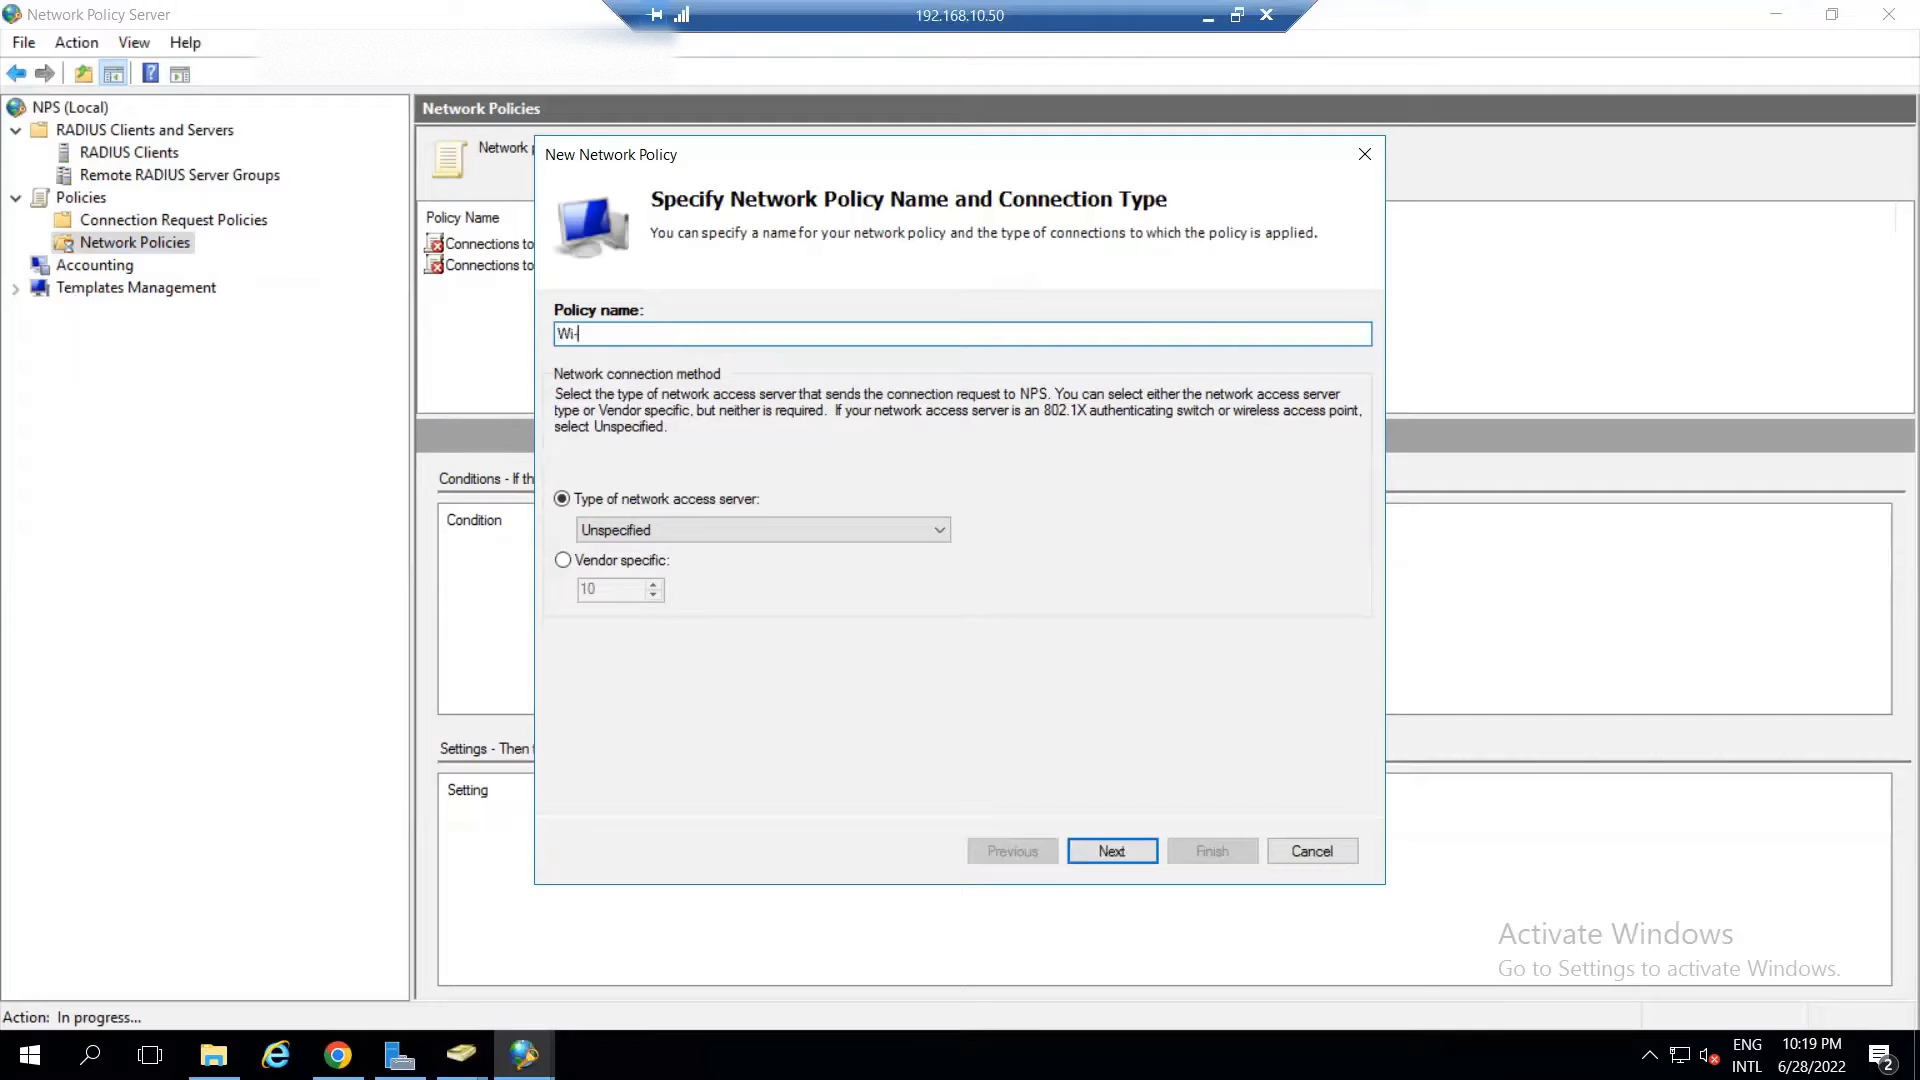 Network Policy Server
192.168.10.50
File Action View Help
NPS (Local)
RADIUS Clients and Servers
RADIUS Clients
Remote RADIUS Server Groups
Policies
Connection Request Policies
Network Policies
Accounting
Templates Management
Network Policies
Network
Policy Name
Connections to
Connections to
Conditions - If th
Condition
Settings - Then
Setting
New Network Policy
Specify Network Policy Name and Connection Type
You can specify a name for your network policy and the type of connections to which the policy is applied.
Policy name:
Wi-
Network connection method
Select the type of network access server that sends the connection request to NPS. You can select either the network access server
type or Vendor specific, but neither is required. If your network access server is an 802.1X authenticating switch or wireless access point,
select Unspecified.
Type of network access server:
Unspecified
Vendor specific:
10
Previous Next Finish Cancel
Activate Windows
Go to Settings to activate Windows.
Action: In progress...
ENG
INTL
10:19 PM
6/28/2022
2